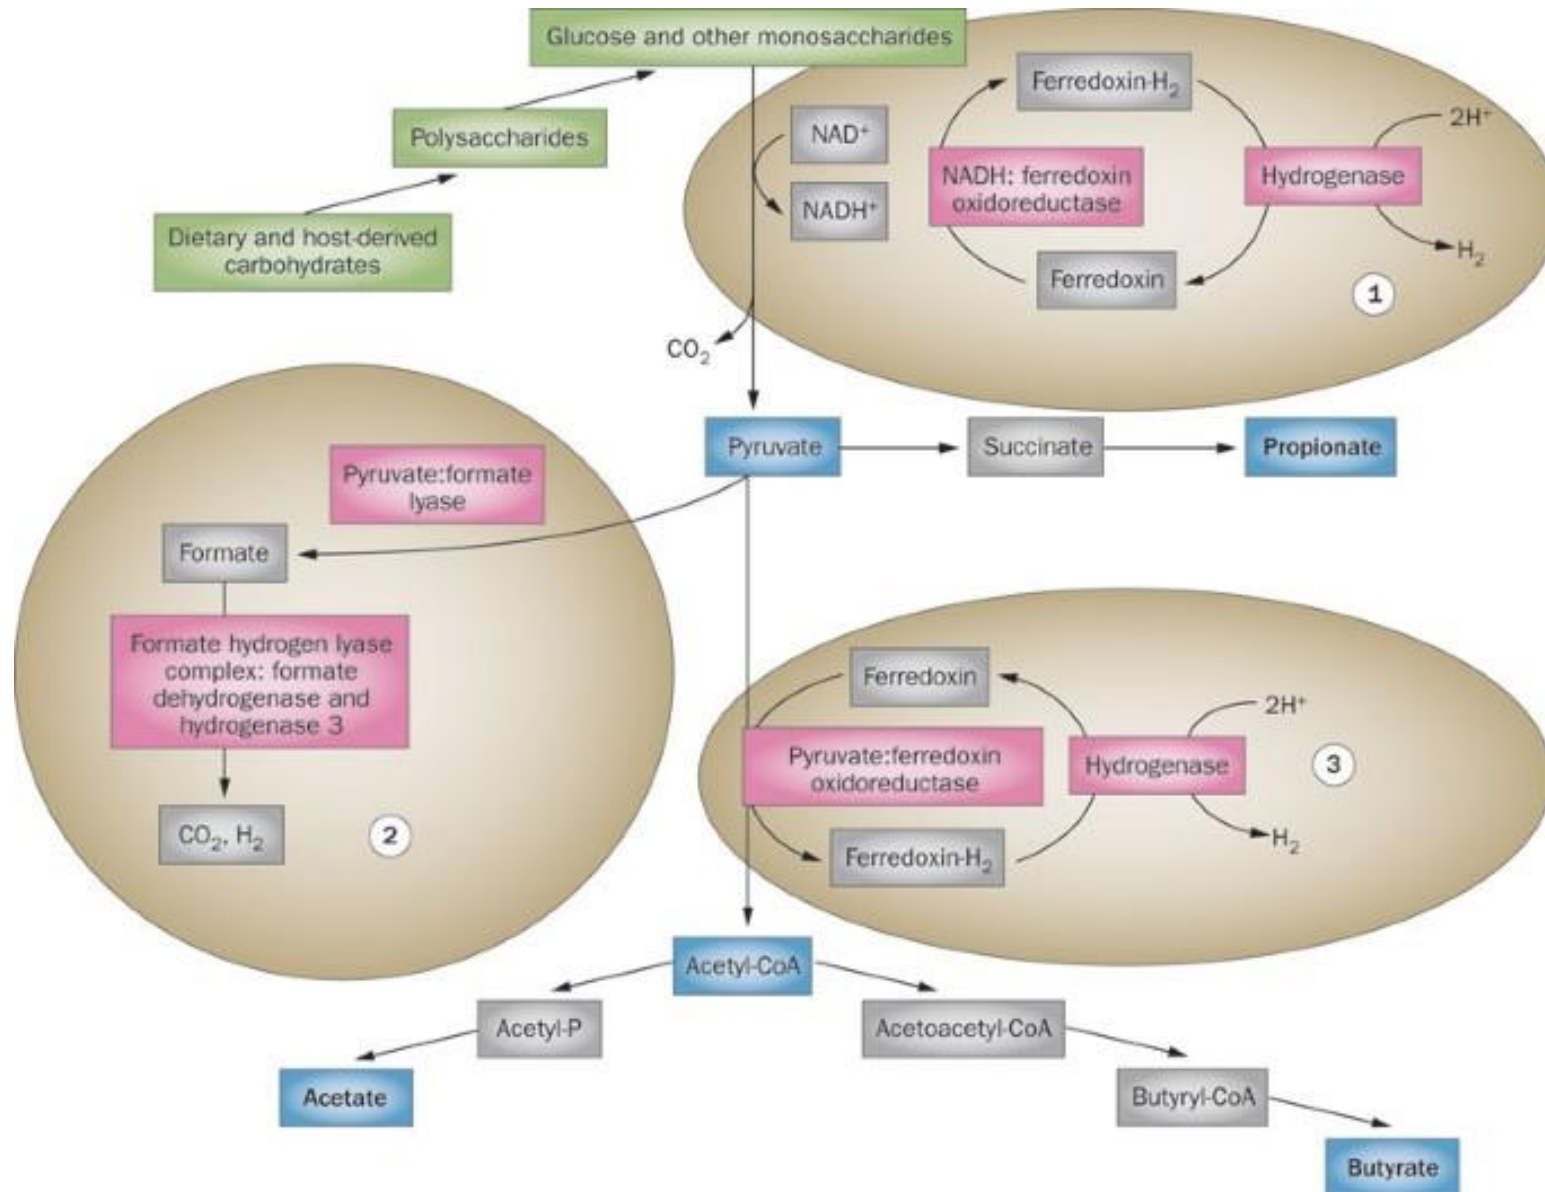 Glucose and other monosaccharides
Polysaccharides
Dietary and host-derived
carbohydrates
NAD⁺
NADH⁺
Ferredoxin-H₂
NADH: ferredoxin
oxidoreductase
Ferredoxin
Hydrogenase
2H⁺
H₂
1
CO₂
Pyruvate
Succinate
Propionate
Pyruvate:formate
lyase
Formate
Formate hydrogen lyase
complex: formate
dehydrogenase and
hydrogenase 3
CO₂, H₂
2
Ferredoxin
Pyruvate:ferredoxin
oxidoreductase
Ferredoxin-H₂
Hydrogenase
2H⁺
H₂
3
Acetyl-CoA
Acetyl-P
Acetate
Acetoacetyl-CoA
Butyryl-CoA
Butyrate